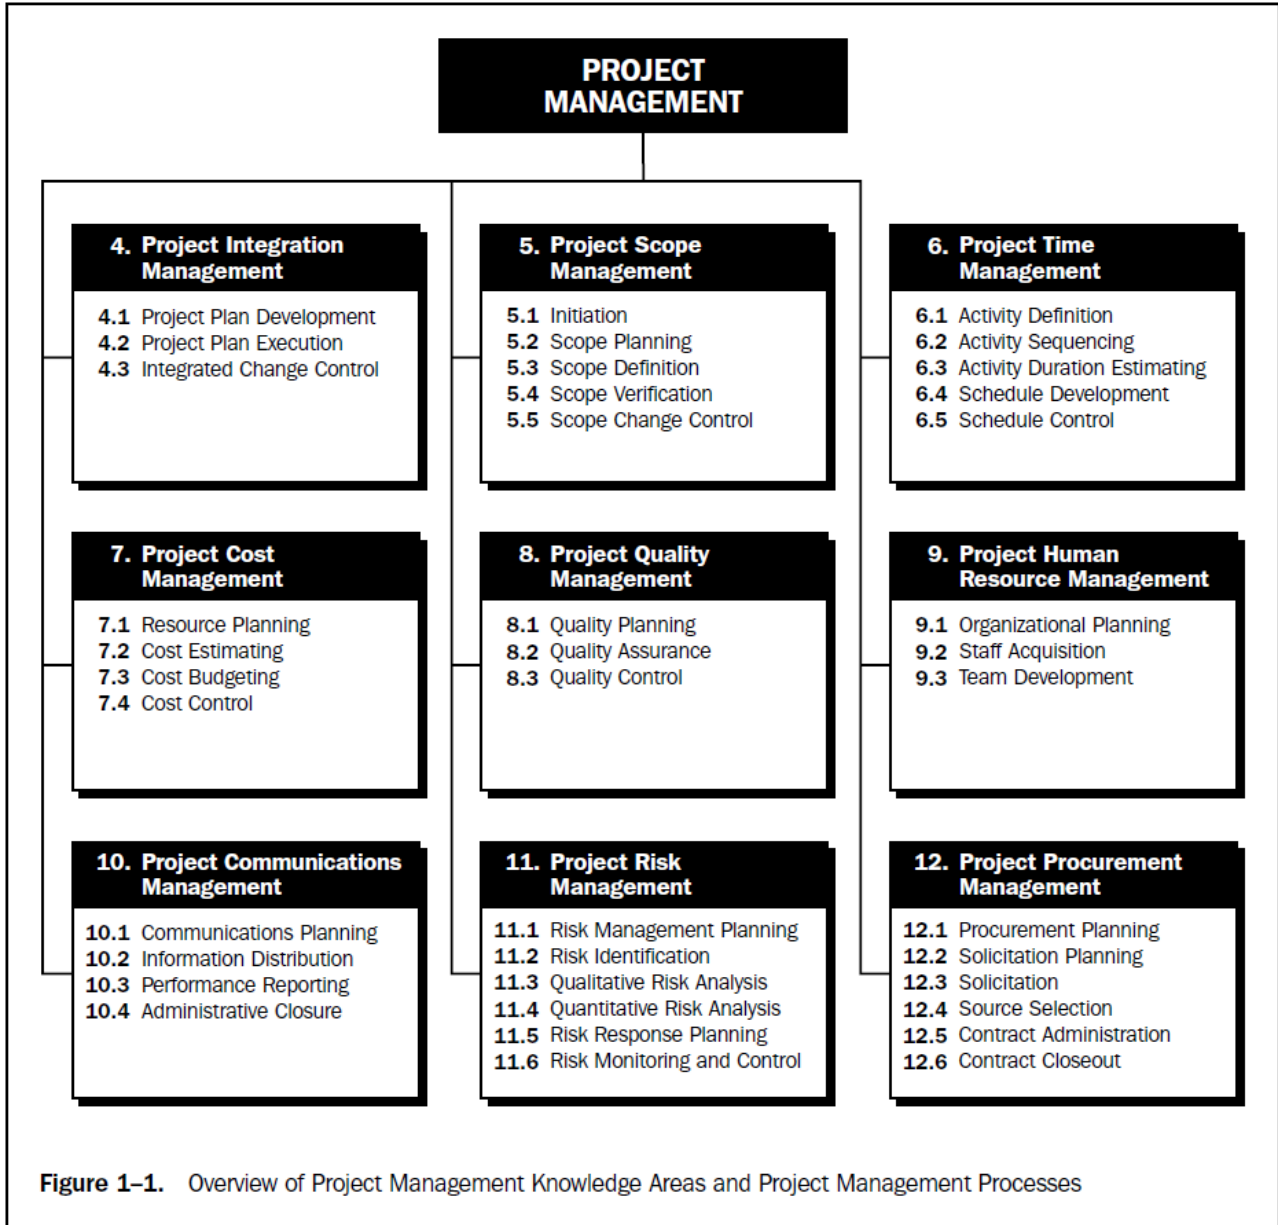 PROJECT
MANAGEMENT
4. Project Integration
Management
4.1 Project Plan Development
4.2 Project Plan Execution
4.3 Integrated Change Control
5. Project Scope
Management
5.1 Initiation
5.2 Scope Planning
5.3 Scope Definition
5.4 Scope Verification
5.5 Scope Change Control
6. Project Time
Management
6.1 Activity Definition
6.2 Activity Sequencing
6.3 Activity Duration Estimating
6.4 Schedule Development
6.5 Schedule Control
7. Project Cost
Management
7.1 Resource Planning
7.2 Cost Estimating
7.3 Cost Budgeting
7.4 Cost Control
8. Project Quality
Management
8.1 Quality Planning
8.2 Quality Assurance
8.3 Quality Control
9. Project Human
Resource Management
9.1 Organizational Planning
9.2 Staff Acquisition
9.3 Team Development
10. Project Communications
Management
10.1 Communications Planning
10.2 Information Distribution
10.3 Performance Reporting
10.4 Administrative Closure
11. Project Risk
Management
11.1 Risk Management Planning
11.2 Risk Identification
11.3 Qualitative Risk Analysis
11.4 Quantitative Risk Analysis
11.5 Risk Response Planning
11.6 Risk Monitoring and Control
12. Project Procurement
Management
12.1 Procurement Planning
12.2 Solicitation Planning
12.3 Solicitation
12.4 Source Selection
12.5 Contract Administration
12.6 Contract Closeout
Figure 1–1. Overview of Project Management Knowledge Areas and Project Management Processes